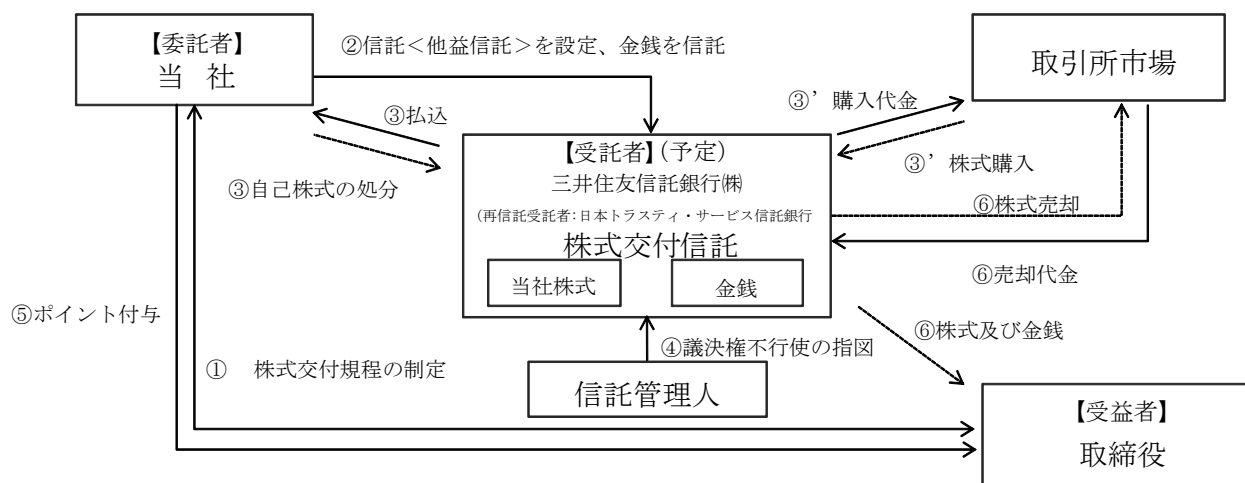 【委託者】
当 社
②信託<他益信託>を設定、金銭を信託
取引所市場
③払込
③’購入代金
【受託者】(予定)
三井住友信託銀行㈱
(再信託受託者:日本トラスティ・サービス信託銀行
株式交付信託
当社株式
金銭
③自己株式の処分
③’株式購入
⑥株式売却
⑥売却代金
⑤ポイント付与
⑥株式及び金銭
④議決権不行使の指図
① 株式交付規程の制定
信託管理人
【受益者】
取締役